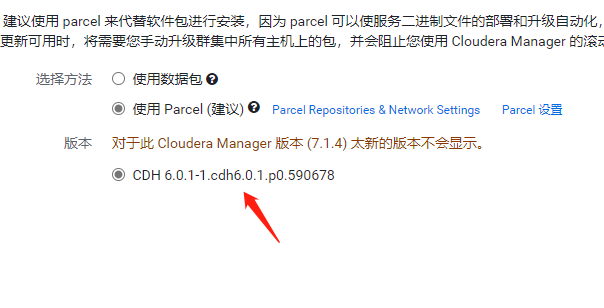 建议使用 parcel 来代替软件包进行安装，因为 parcel 可以使服务二进制文件的部署和升级自动化，
更新可用时，将需要您手动升级群集中所有主机上的包，并会阻止您使用 Cloudera Manager 的滚动
选择方法 使用数据包 ?
使用 Parcel (建议) ? Parcel Repositories & Network Settings Parcel 设置
版本 对于此 Cloudera Manager 版本 (7.1.4) 太新的版本不会显示。
CDH 6.0.1-1.cdh6.0.1.p0.590678